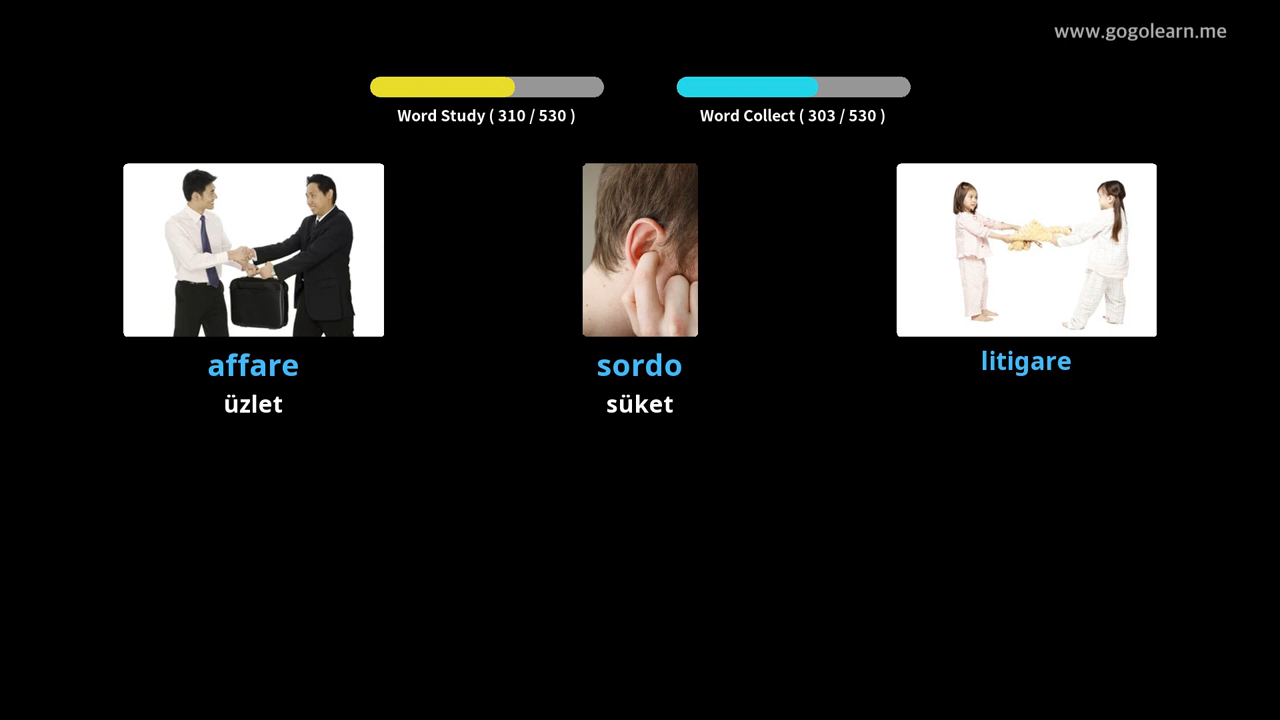 www.gogolearn.me
Word Study ( 310 / 530 )
Word Collect ( 303 / 530 )
affare
üzlet
sordo
süket
litigare